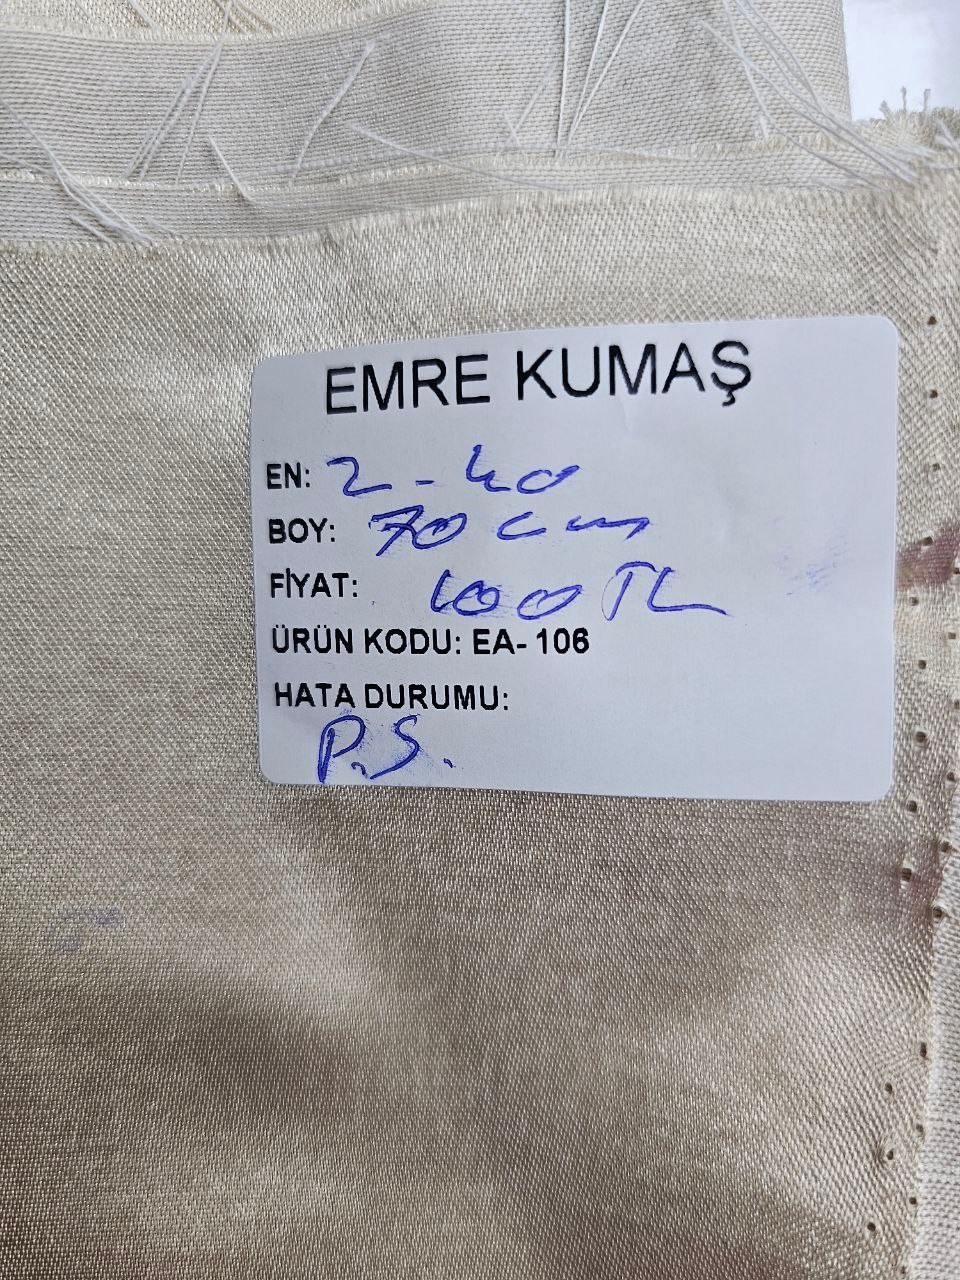 EMRE KUMAŞ
EN: 2-40
BOY: 70 cm
FİYAT: 100 TL
ÜRÜN KODU: EA-106
HATA DURUMU:
P.S.